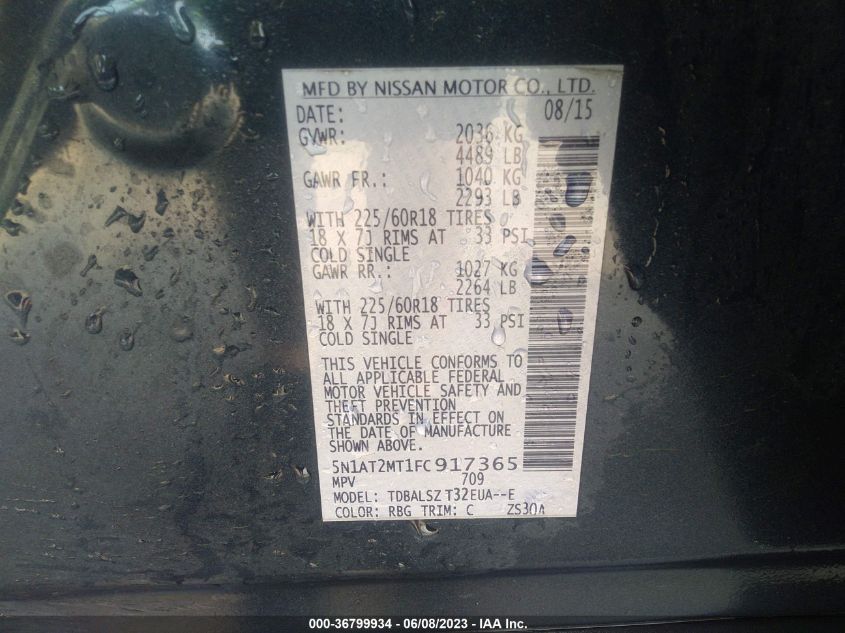 MFD BY NISSAN MOTOR CO., LTD.
DATE: 08/15
GVWR: 2036 KG
4489 LB
GAWR FR.: 1040 KG
2293 LB
WITH 225/60R18 TIRES
18 X 7J RIMS AT 33 PSI
COLD SINGLE
GAWR RR.: 1027 KG
2264 LB
WITH 225/60R18 TIRES
18 X 7J RIMS AT 33 PSI
COLD SINGLE
THIS VEHICLE CONFORMS TO
ALL APPLICABLE FEDERAL
MOTOR VEHICLE SAFETY AND
THEFT PREVENTION
STANDARDS IN EFFECT ON
THE DATE OF MANUFACTURE
SHOWN ABOVE.
5N1AT2MT1FC917365
MPV 709
MODEL: TDBALSZ T32EUA--E
COLOR: RBG TRIM: C ZS30A
000-36799934 - 06/08/2023 - IAA Inc.